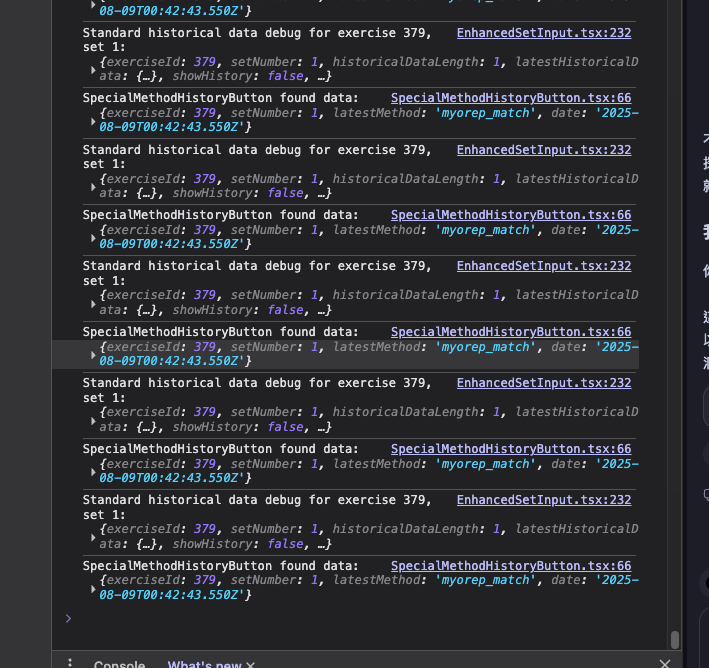 08-09T00:42:43.550Z'}
Standard historical data debug for exercise 379, EnhancedSetInput.tsx:232
set 1:
{exerciseId: 379, setNumber: 1, historicalDataLength: 1, latestHistoricalD
ata: {…}, showHistory: false, …}
SpecialMethodHistoryButton found data: SpecialMethodHistoryButton.tsx:66
{exerciseId: 379, setNumber: 1, latestMethod: 'myorep_match', date: '2025-
08-09T00:42:43.550Z'}
Standard historical data debug for exercise 379, EnhancedSetInput.tsx:232
set 1:
{exerciseId: 379, setNumber: 1, historicalDataLength: 1, latestHistoricalD
ata: {…}, showHistory: false, …}
SpecialMethodHistoryButton found data: SpecialMethodHistoryButton.tsx:66
{exerciseId: 379, setNumber: 1, latestMethod: 'myorep_match', date: '2025-
08-09T00:42:43.550Z'}
Standard historical data debug for exercise 379, EnhancedSetInput.tsx:232
set 1:
{exerciseId: 379, setNumber: 1, historicalDataLength: 1, latestHistoricalD
ata: {…}, showHistory: false, …}
SpecialMethodHistoryButton found data: SpecialMethodHistoryButton.tsx:66
{exerciseId: 379, setNumber: 1, latestMethod: 'myorep_match', date: '2025-
08-09T00:42:43.550Z'}
Standard historical data debug for exercise 379, EnhancedSetInput.tsx:232
set 1:
{exerciseId: 379, setNumber: 1, historicalDataLength: 1, latestHistoricalD
ata: {…}, showHistory: false, …}
SpecialMethodHistoryButton found data: SpecialMethodHistoryButton.tsx:66
{exerciseId: 379, setNumber: 1, latestMethod: 'myorep_match', date: '2025-
08-09T00:42:43.550Z'}
Standard historical data debug for exercise 379, EnhancedSetInput.tsx:232
set 1:
{exerciseId: 379, setNumber: 1, historicalDataLength: 1, latestHistoricalD
ata: {…}, showHistory: false, …}
SpecialMethodHistoryButton found data: SpecialMethodHistoryButton.tsx:66
{exerciseId: 379, setNumber: 1, latestMethod: 'myorep_match', date: '2025-
08-09T00:42:43.550Z'}
Console What's new